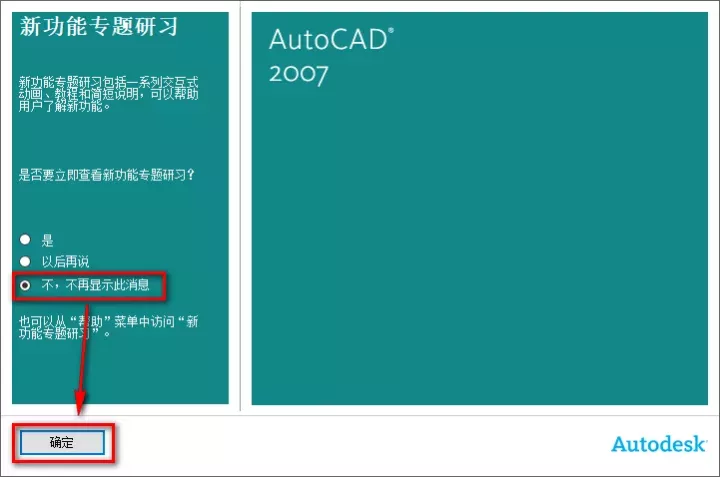 新功能专题研习
新功能专题研习包括一系列交互式
动画、教程和简短说明，可以帮助
用户了解新功能。
是否要立即查看新功能专题研习？
是
以后再说
不，不再显示此消息
也可以从“帮助”菜单中访问“新
功能专题研习”。
确定
AutoCAD®
2007
Autodesk